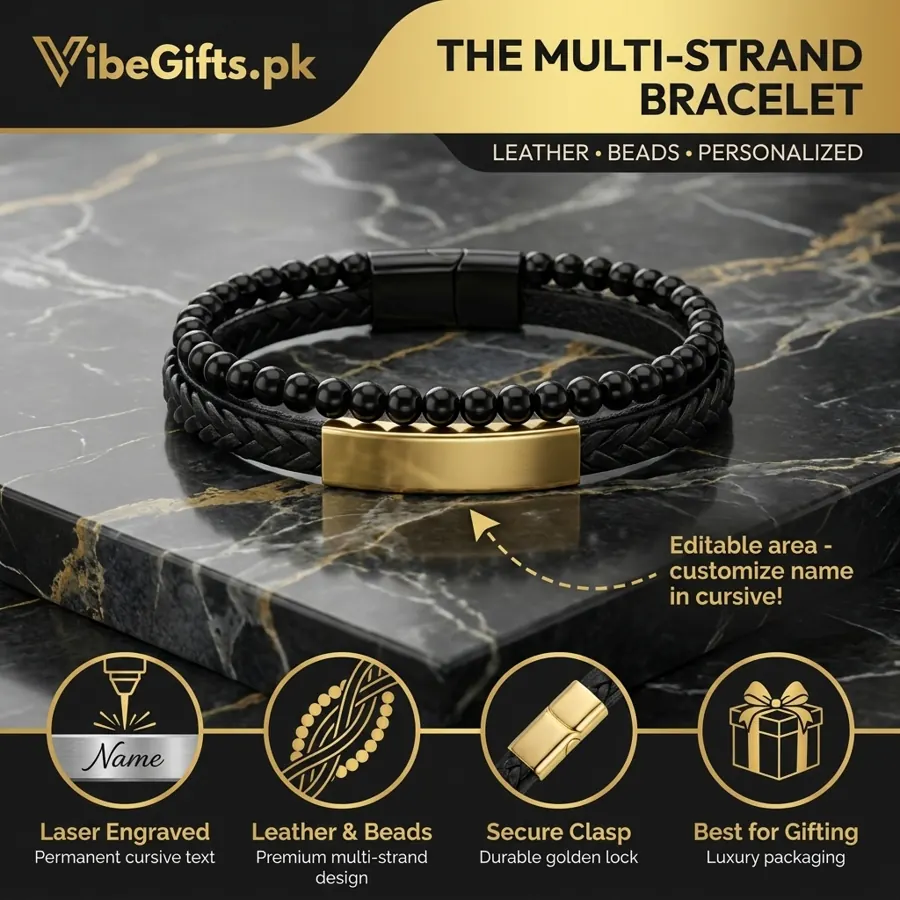 VibeGifts.pk
THE MULTI-STRAND
BRACELET
LEATHER • BEADS • PERSONALIZED
Editable area -
customize name
in cursive!
Name
Laser Engraved
Permanent cursive text
Leather & Beads
Premium multi-strand
design
Secure Clasp
Durable golden lock
Best for Gifting
Luxury packaging